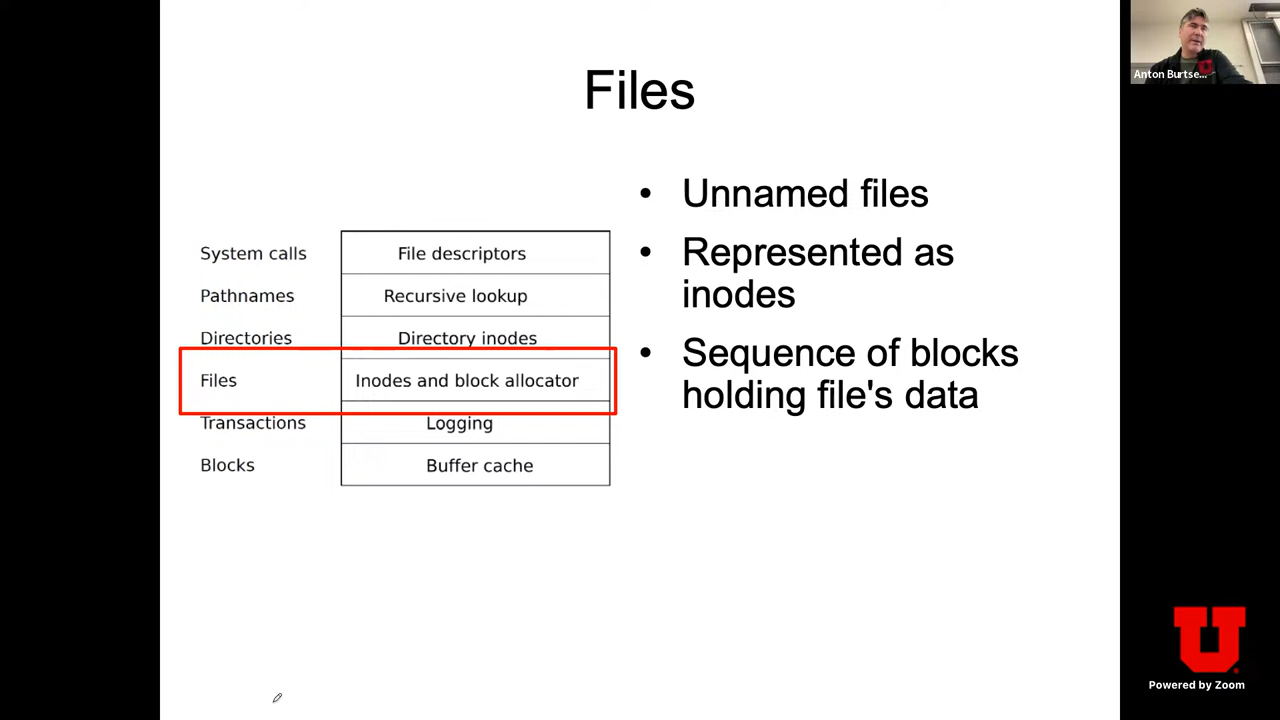 Files
System calls File descriptors
Pathnames Recursive lookup
Directories Directory inodes
Files Inodes and block allocator
Transactions Logging
Blocks Buffer cache
• Unnamed files
• Represented as
inodes
• Sequence of blocks
holding file's data
Anton Burtse...
U
Powered by Zoom